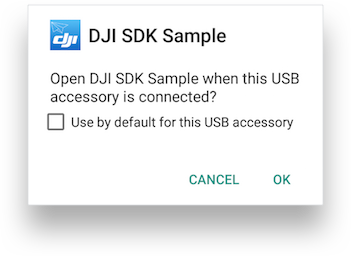 dji DJI SDK Sample
Open DJI SDK Sample when this USB
accessory is connected?
Use by default for this USB accessory
CANCEL OK